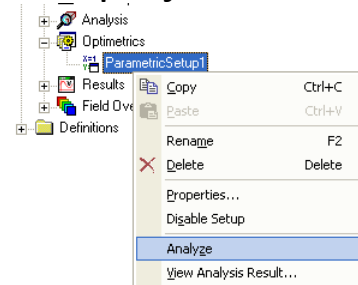 Analysis
Optimetrics
ParametricSetup1
Results
Field Ove
Definitions
Copy Ctrl+C
Paste Ctrl+V
Rename F2
Delete Delete
Properties...
Disable Setup
Analyze
View Analysis Result...